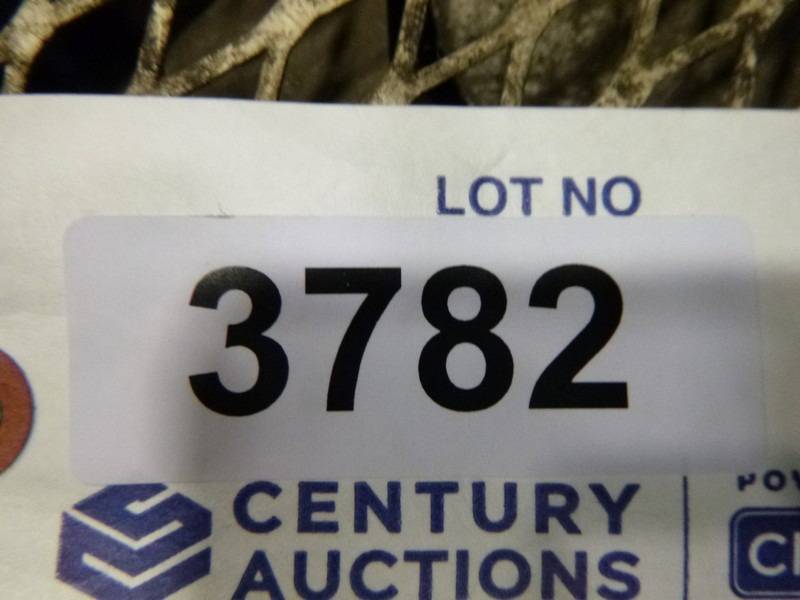 LOT NO
3782
CENTURY
AUCTIONS